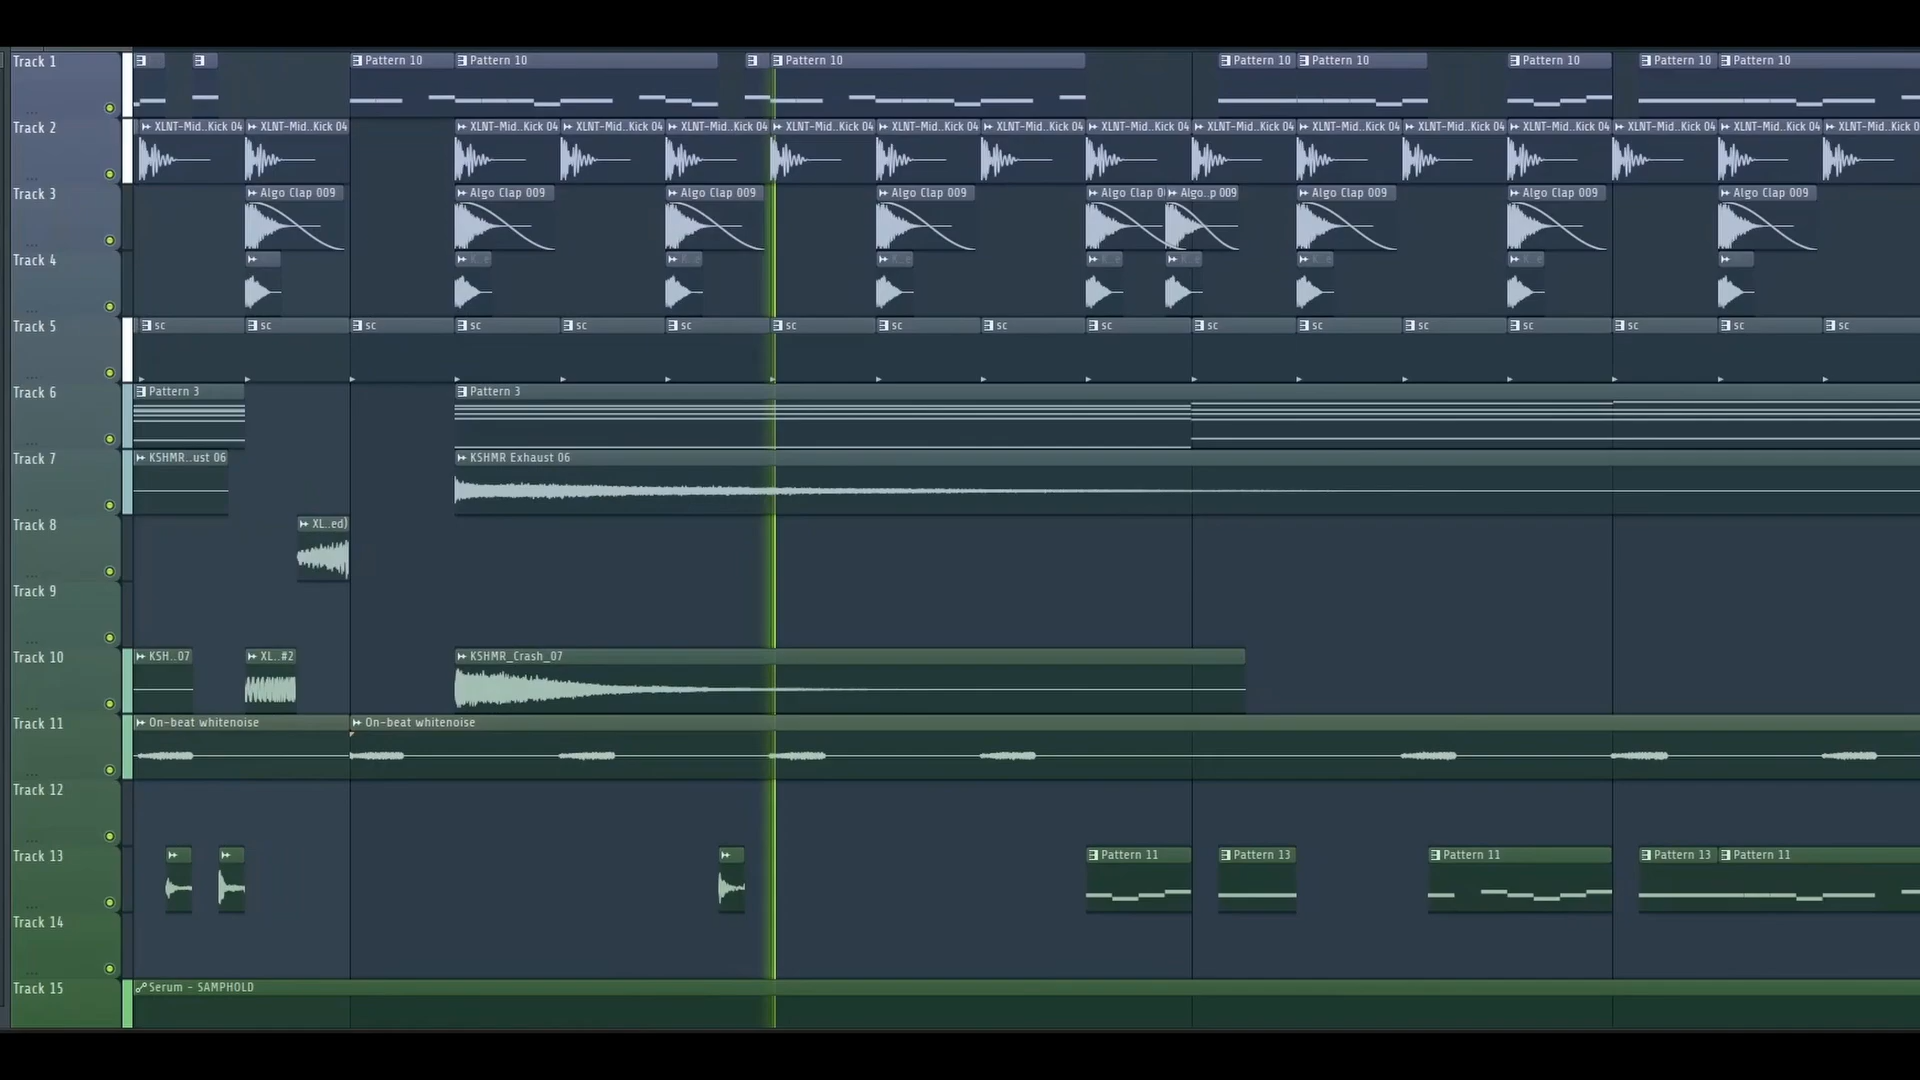 Track 1
Pattern 10 Pattern 10 Pattern 10 Pattern 10 Pattern 10 Pattern 10 Pattern 10 Pattern 10
Track 2
XLNT-Mid..Kick 04 XLNT-Mid..Kick 04 XLNT-Mid..Kick 04 XLNT-Mid..Kick 04 XLNT-Mid..Kick 04 XLNT-Mid..Kick 04 XLNT-Mid..Kick 04 XLNT-Mid..Kick 04 XLNT-Mid..Kick 04 XLNT-Mid..Kick 04 XLNT-Mid..Kick 04 XLNT-Mid..Kick 04 XLNT-Mid..Kick 04 XLNT-Mid..Kick 04 XLNT-Mid..Kick 04 XLNT-Mid..Kick 0
Track 3
Algo Clap 009 Algo Clap 009 Algo Clap 009 Algo Clap 009 Algo Clap 0 Algo..p 009 Algo Clap 009 Algo Clap 009 Algo Clap 009
Track 4
Track 5
sc sc sc sc sc sc sc sc sc sc sc sc sc sc sc sc sc
Track 6
Pattern 3 Pattern 3
Track 7
KSHMR..ust 06 KSHMR Exhaust 06
Track 8
XL..ed)
Track 9
Track 10
KSH..07 XL..#2 KSHMR_Crash_07
Track 11
On-beat whitenoise On-beat whitenoise
Track 12
Track 13
Pattern 11 Pattern 13 Pattern 11 Pattern 13 Pattern 11
Track 14
Track 15
Serum - SAMPHOLD